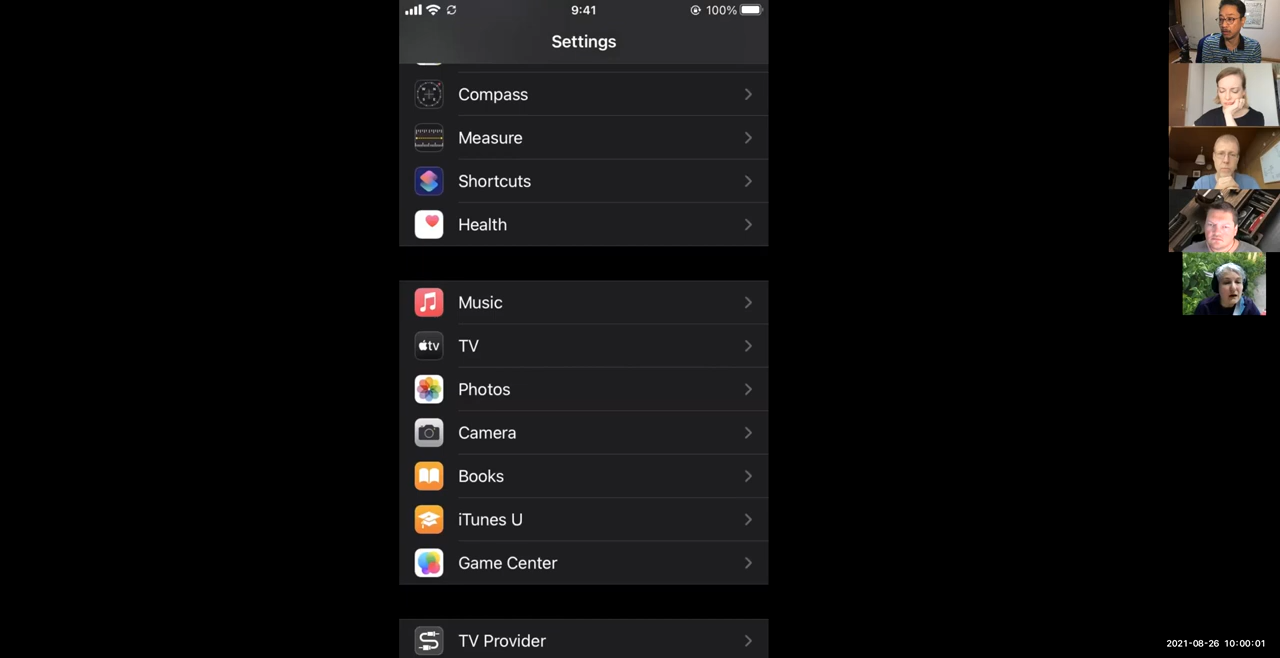 9:41
100%
Settings
Compass
Measure
Shortcuts
Health
Music
tv
TV
Photos
Camera
Books
iTunes U
Game Center
TV Provider
2021-08-26 10:00:01